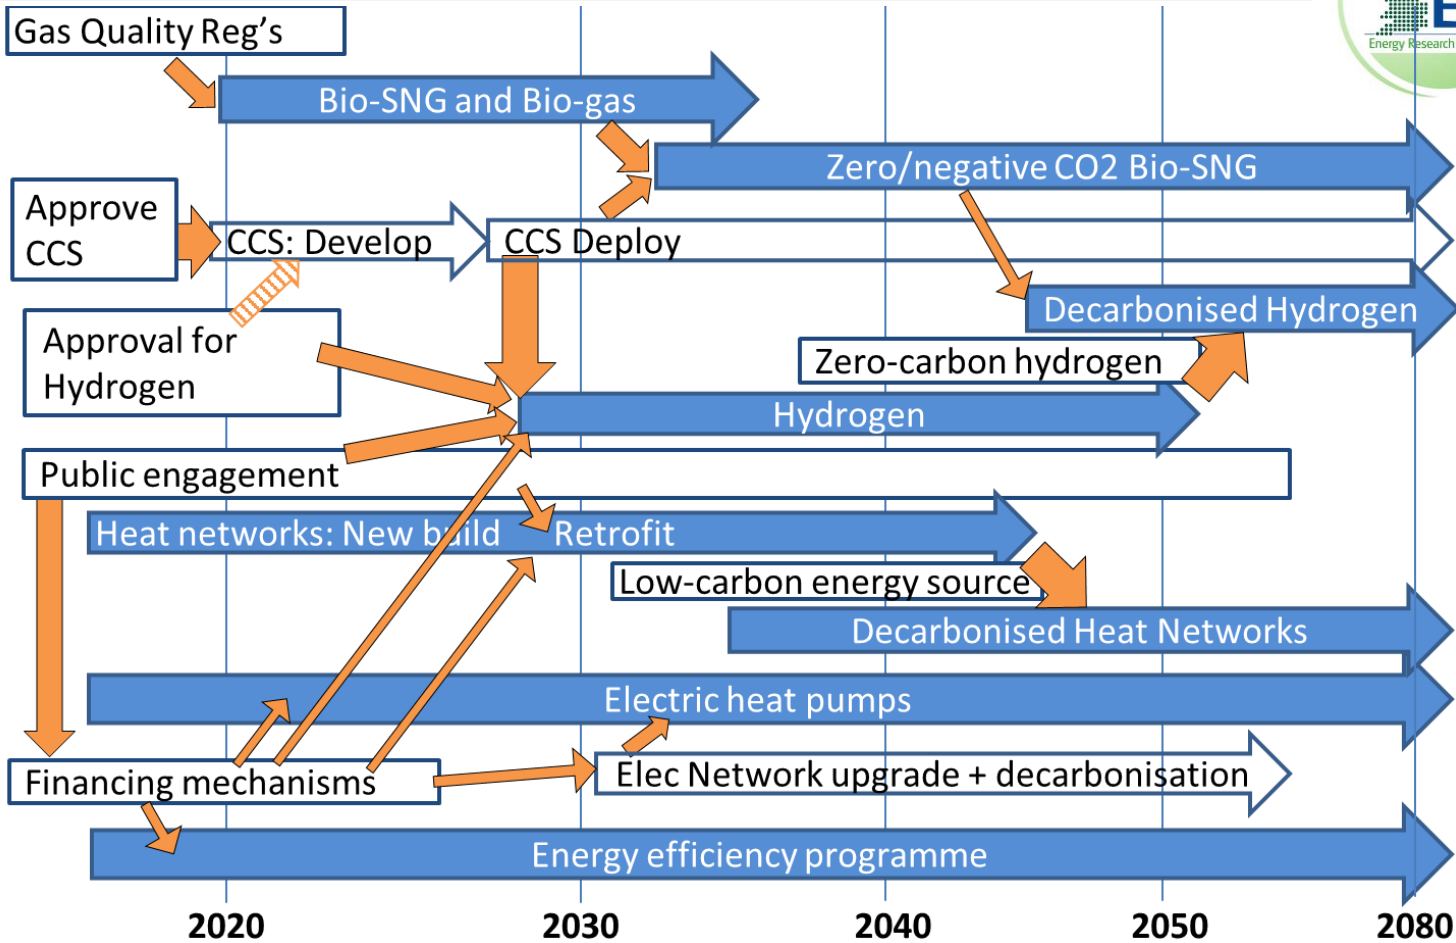 Gas Quality Reg's
E
Energy Research
Bio-SNG and Bio-gas
Zero/negative CO2 Bio-SNG
Approve
CCS
CCS: Develop
CCS Deploy
Decarbonised Hydrogen
Approval for
Hydrogen
Zero-carbon hydrogen
Hydrogen
Public engagement
Heat networks: New build
Retrofit
Low-carbon energy source
Decarbonised Heat Networks
Electric heat pumps
Financing mechanisms
Elec Network upgrade + decarbonisation
Energy efficiency programme
2020 2030 2040 2050 2080